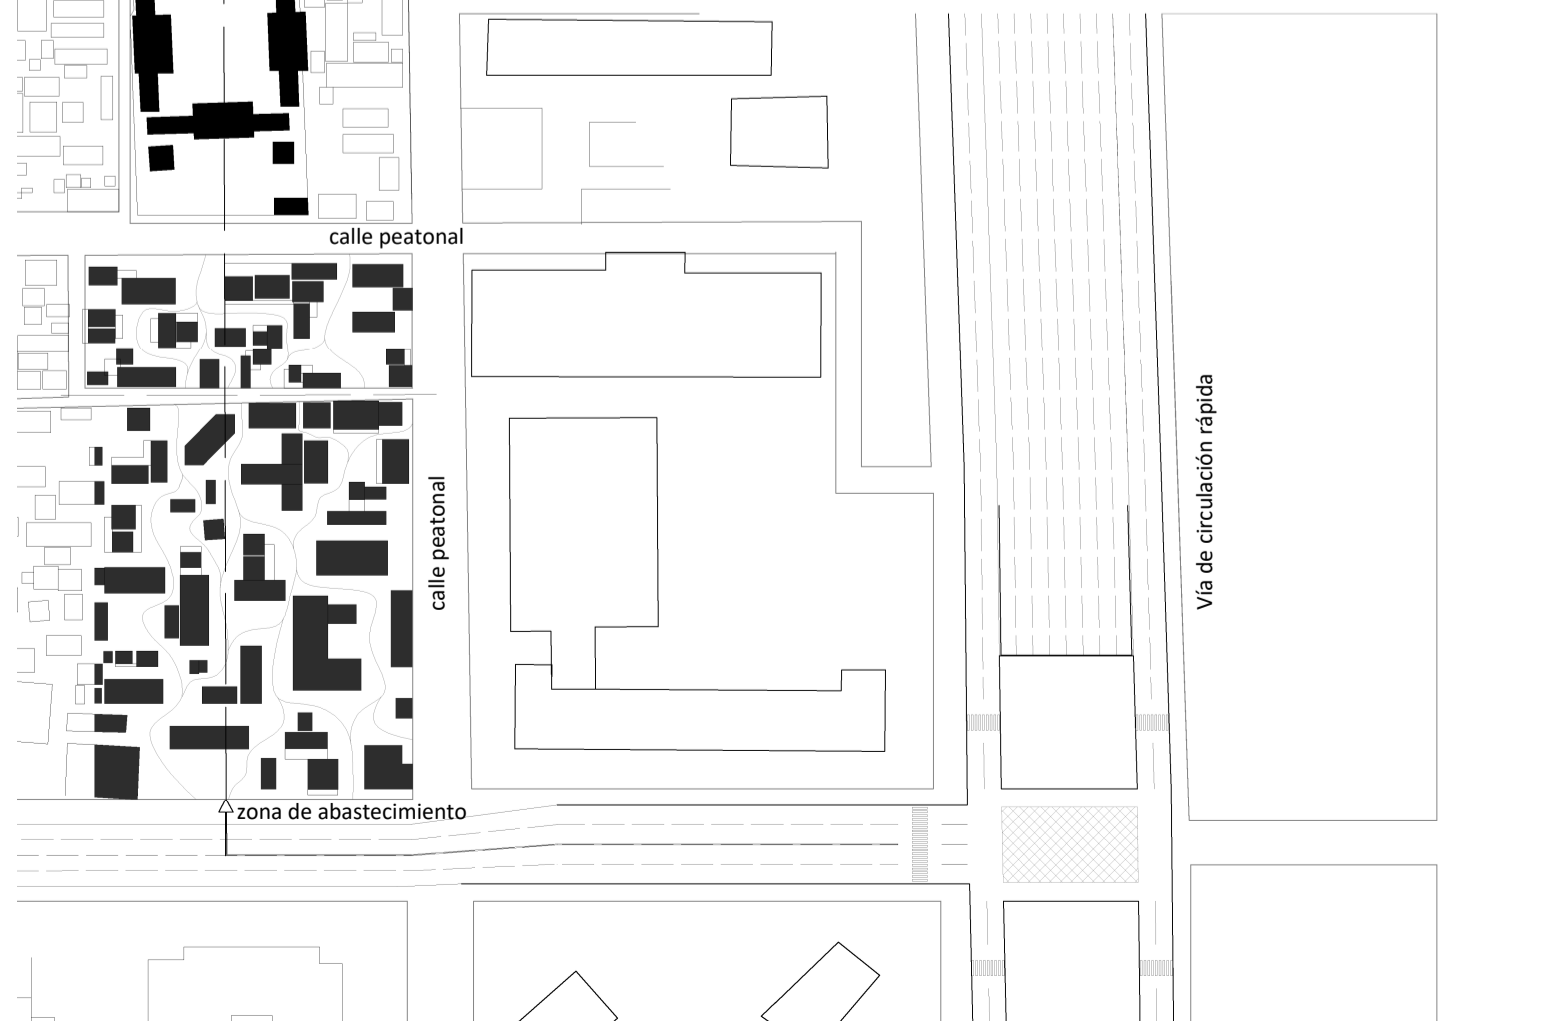 calle peatonal
calle peatonal
Vía de circulación rápida
zona de abastecimiento